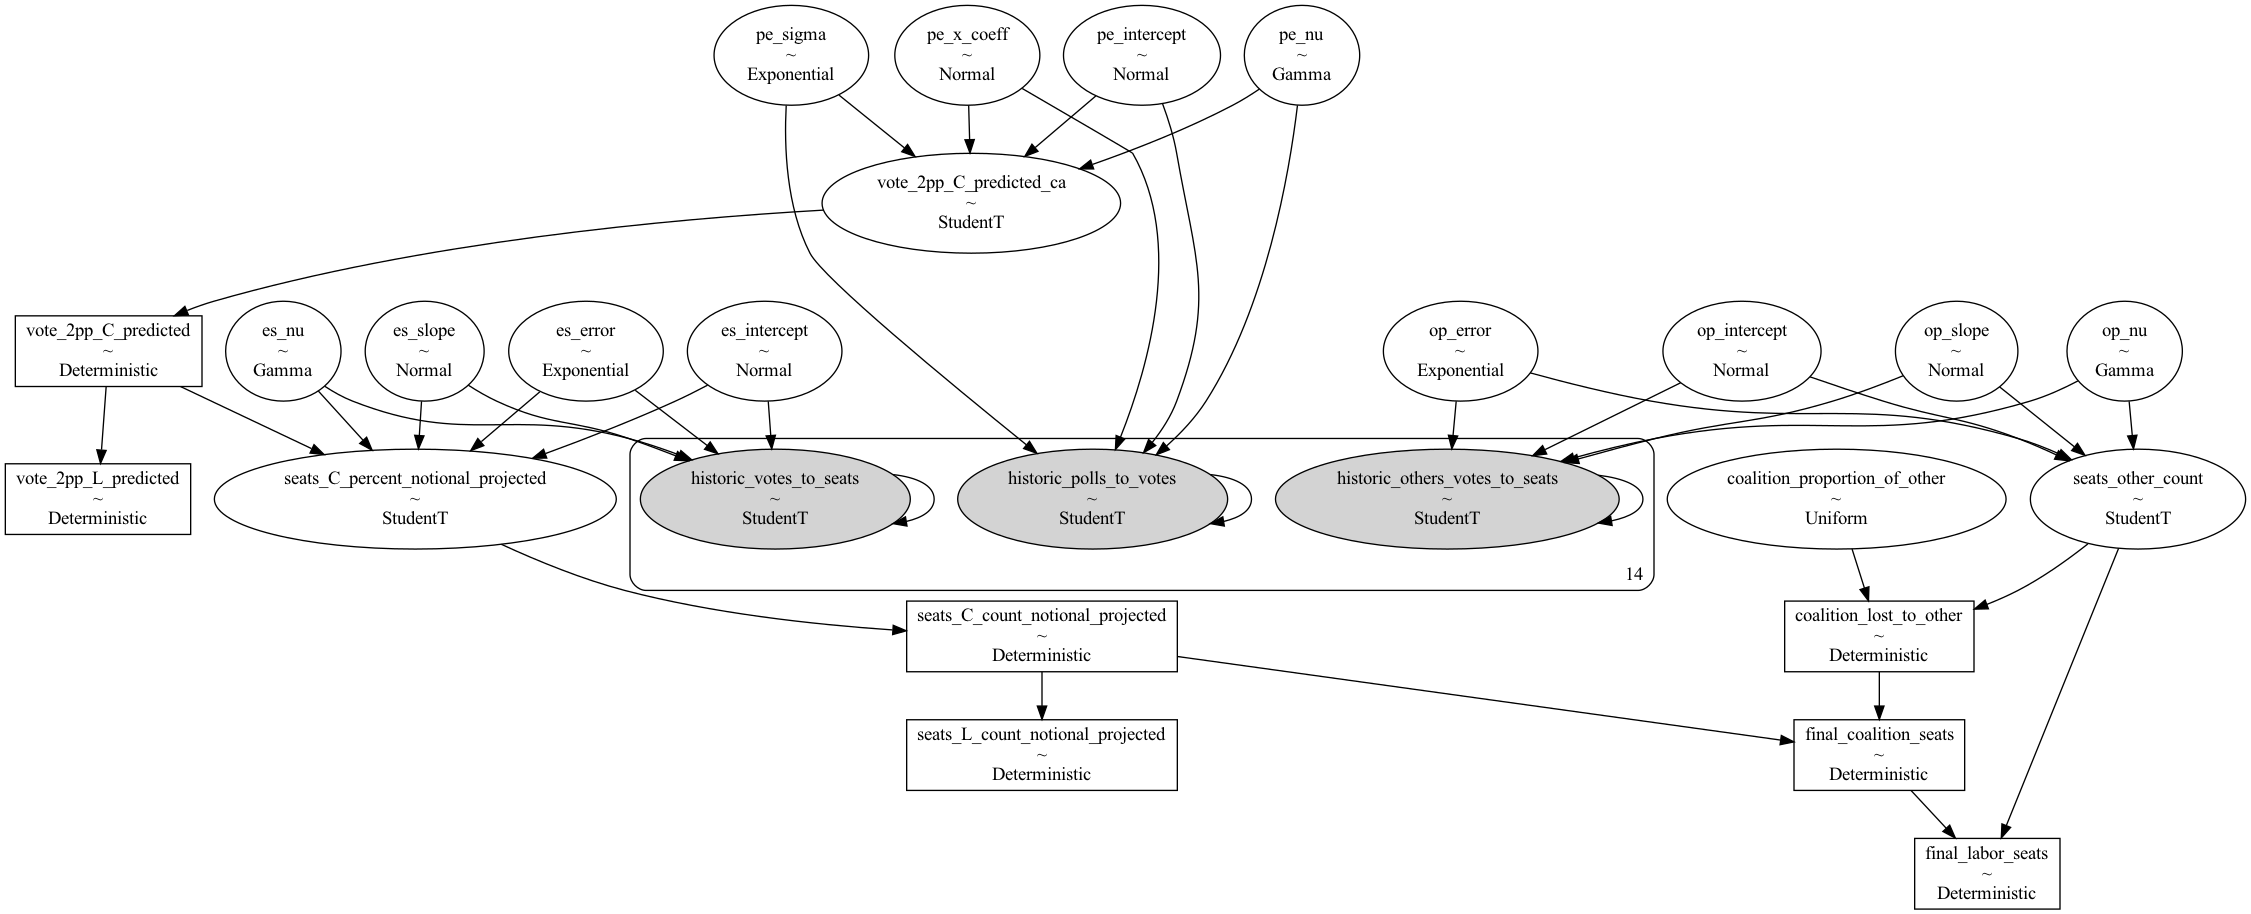 pe_sigma
~
Exponential
pe_x_coeff
~
Normal
pe_intercept
~
Normal
pe_nu
~
Gamma
vote_2pp_C_predicted_ca
~
StudentT
vote_2pp_C_predicted
~
Deterministic
es_nu
~
Gamma
es_slope
~
Normal
es_error
~
Exponential
es_intercept
~
Normal
op_error
~
Exponential
op_intercept
~
Normal
op_slope
~
Normal
op_nu
~
Gamma
vote_2pp_L_predicted
~
Deterministic
seats_C_percent_notional_projected
~
StudentT
historic_votes_to_seats
~
StudentT
historic_polls_to_votes
~
StudentT
historic_others_votes_to_seats
~
StudentT
coalition_proportion_of_other
~
Uniform
seats_other_count
~
StudentT
14
seats_C_count_notional_projected
~
Deterministic
coalition_lost_to_other
~
Deterministic
seats_L_count_notional_projected
~
Deterministic
final_coalition_seats
~
Deterministic
final_labor_seats
~
Deterministic